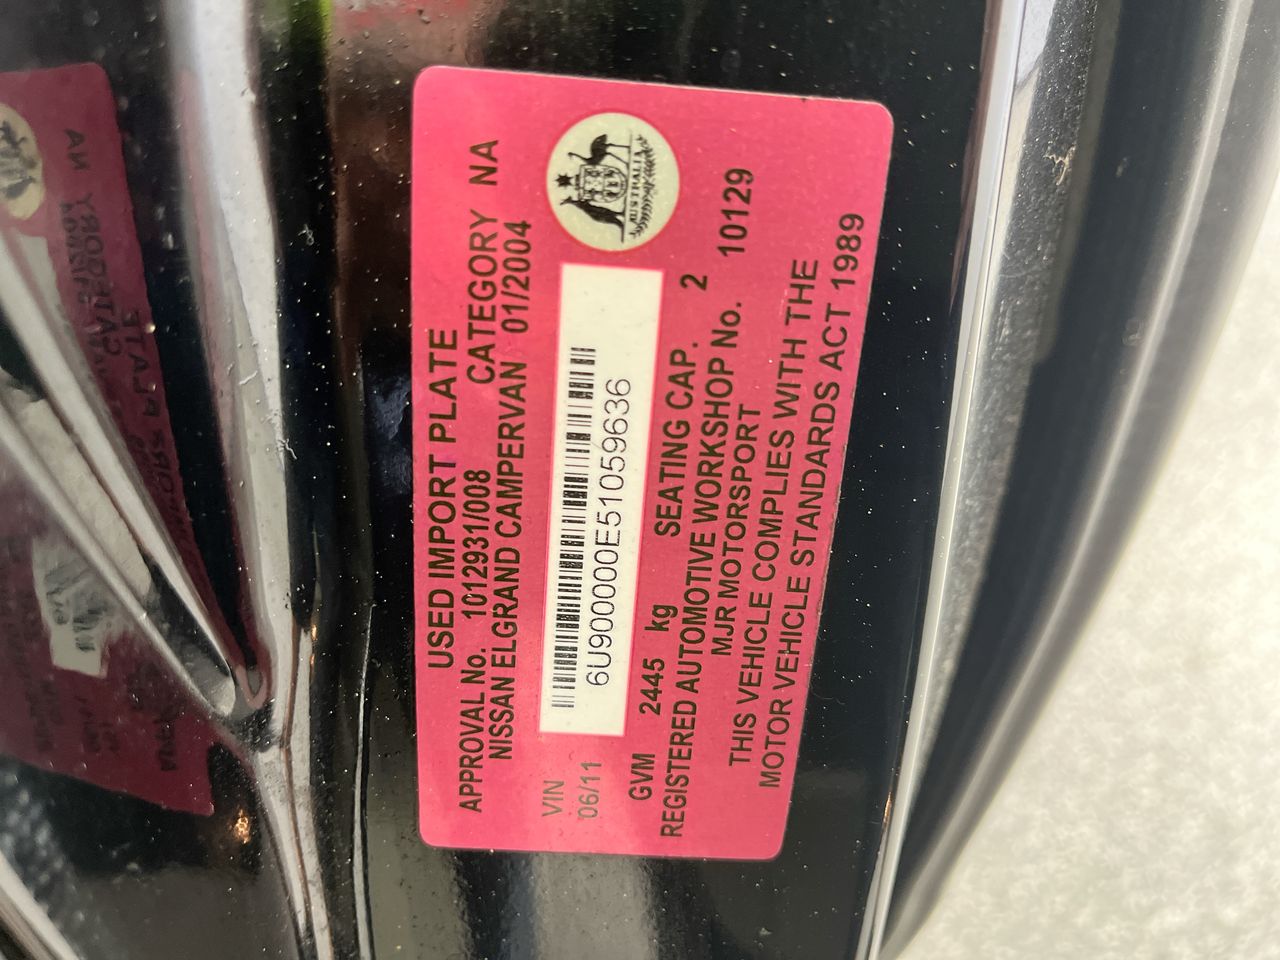 USED IMPORT PLATE
APPROVAL No. 1012931/008 CATEGORY NA
NISSAN ELGRAND CAMPERVAN 01/2004
AUSTRALIA
VIN
6U90000E51059636
06/11
GVM 2445 kg SEATING CAP. 2
REGISTERED AUTOMOTIVE WORKSHOP No. 10129
MJR MOTORSPORT
THIS VEHICLE COMPLIES WITH THE
MOTOR VEHICLE STANDARDS ACT 1989